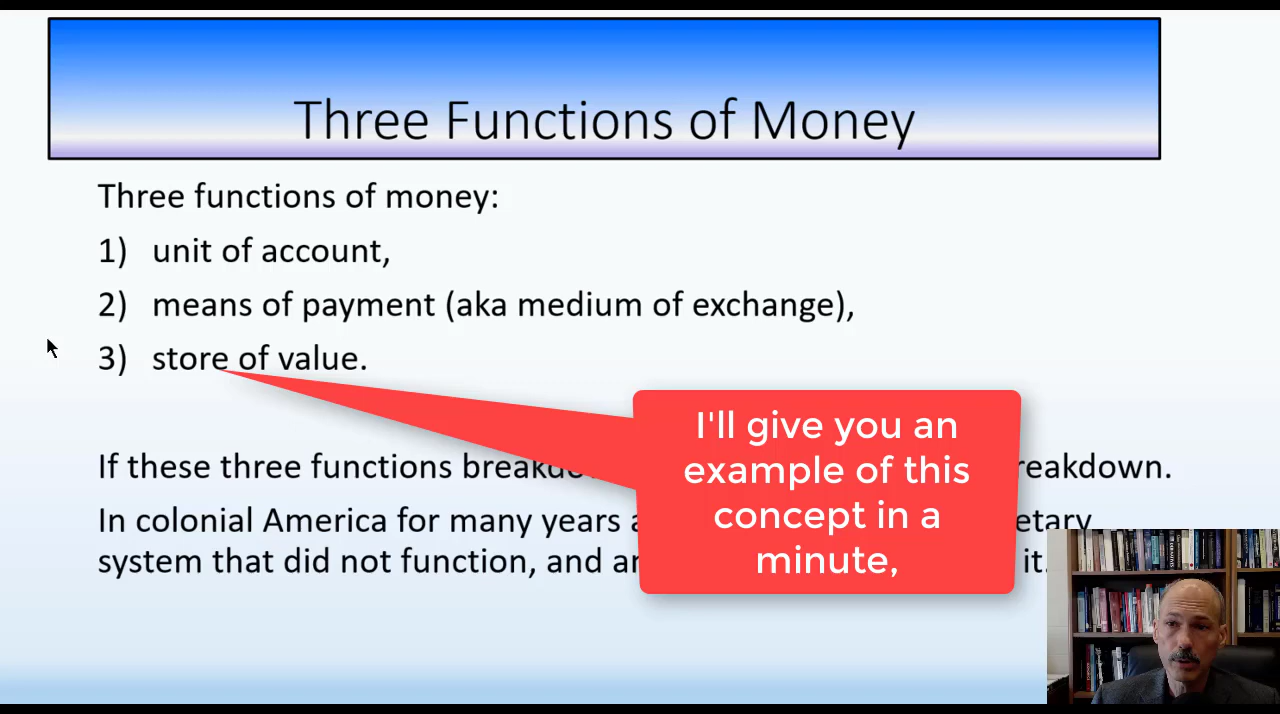 Three Functions of Money
Three functions of money:
1) unit of account,
2) means of payment (aka medium of exchange),
3) store of value.
If these three functions breakdo
reakdown.
In colonial America for many years a
etary
system that did not function, and ar
it.
I'll give you an
example of this
concept in a
minute,